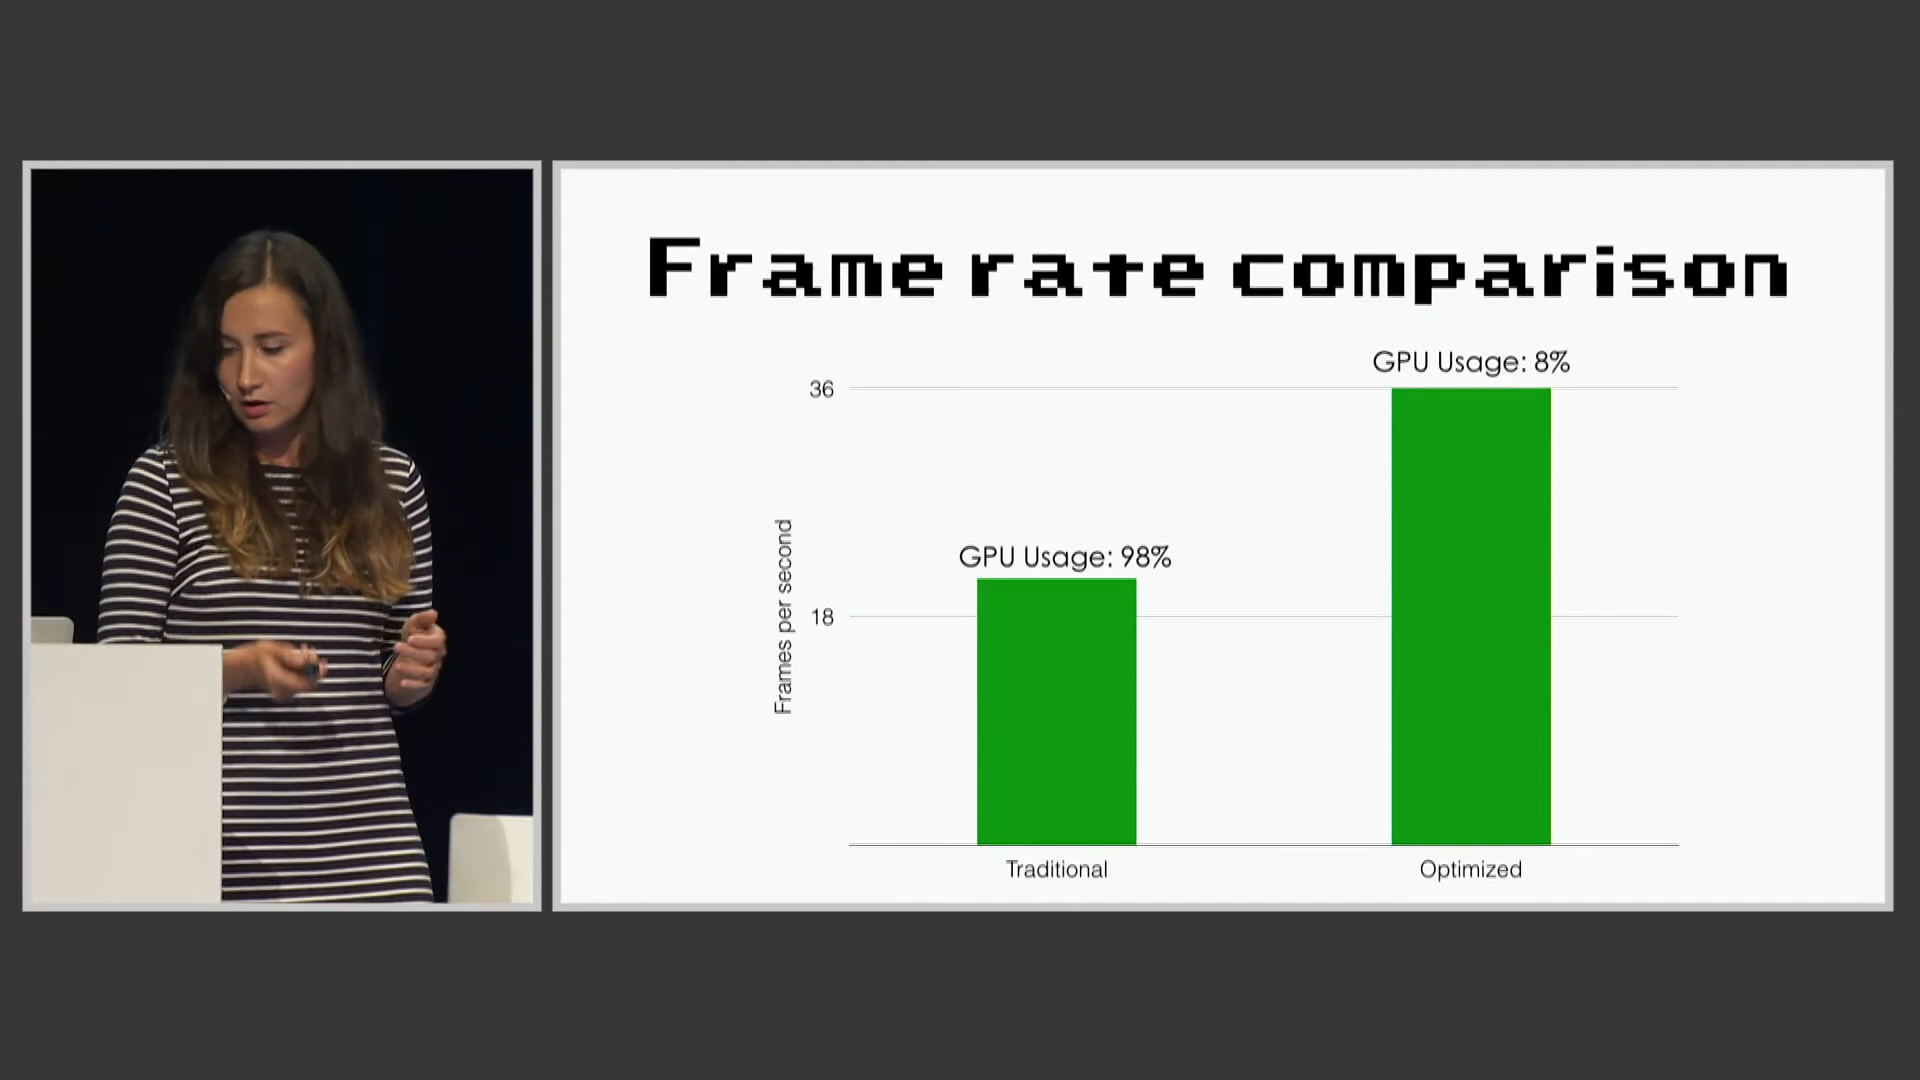 Frame rate comparison
GPU Usage: 8%
36
GPU Usage: 98%
Frames per second
18
Traditional
Optimized